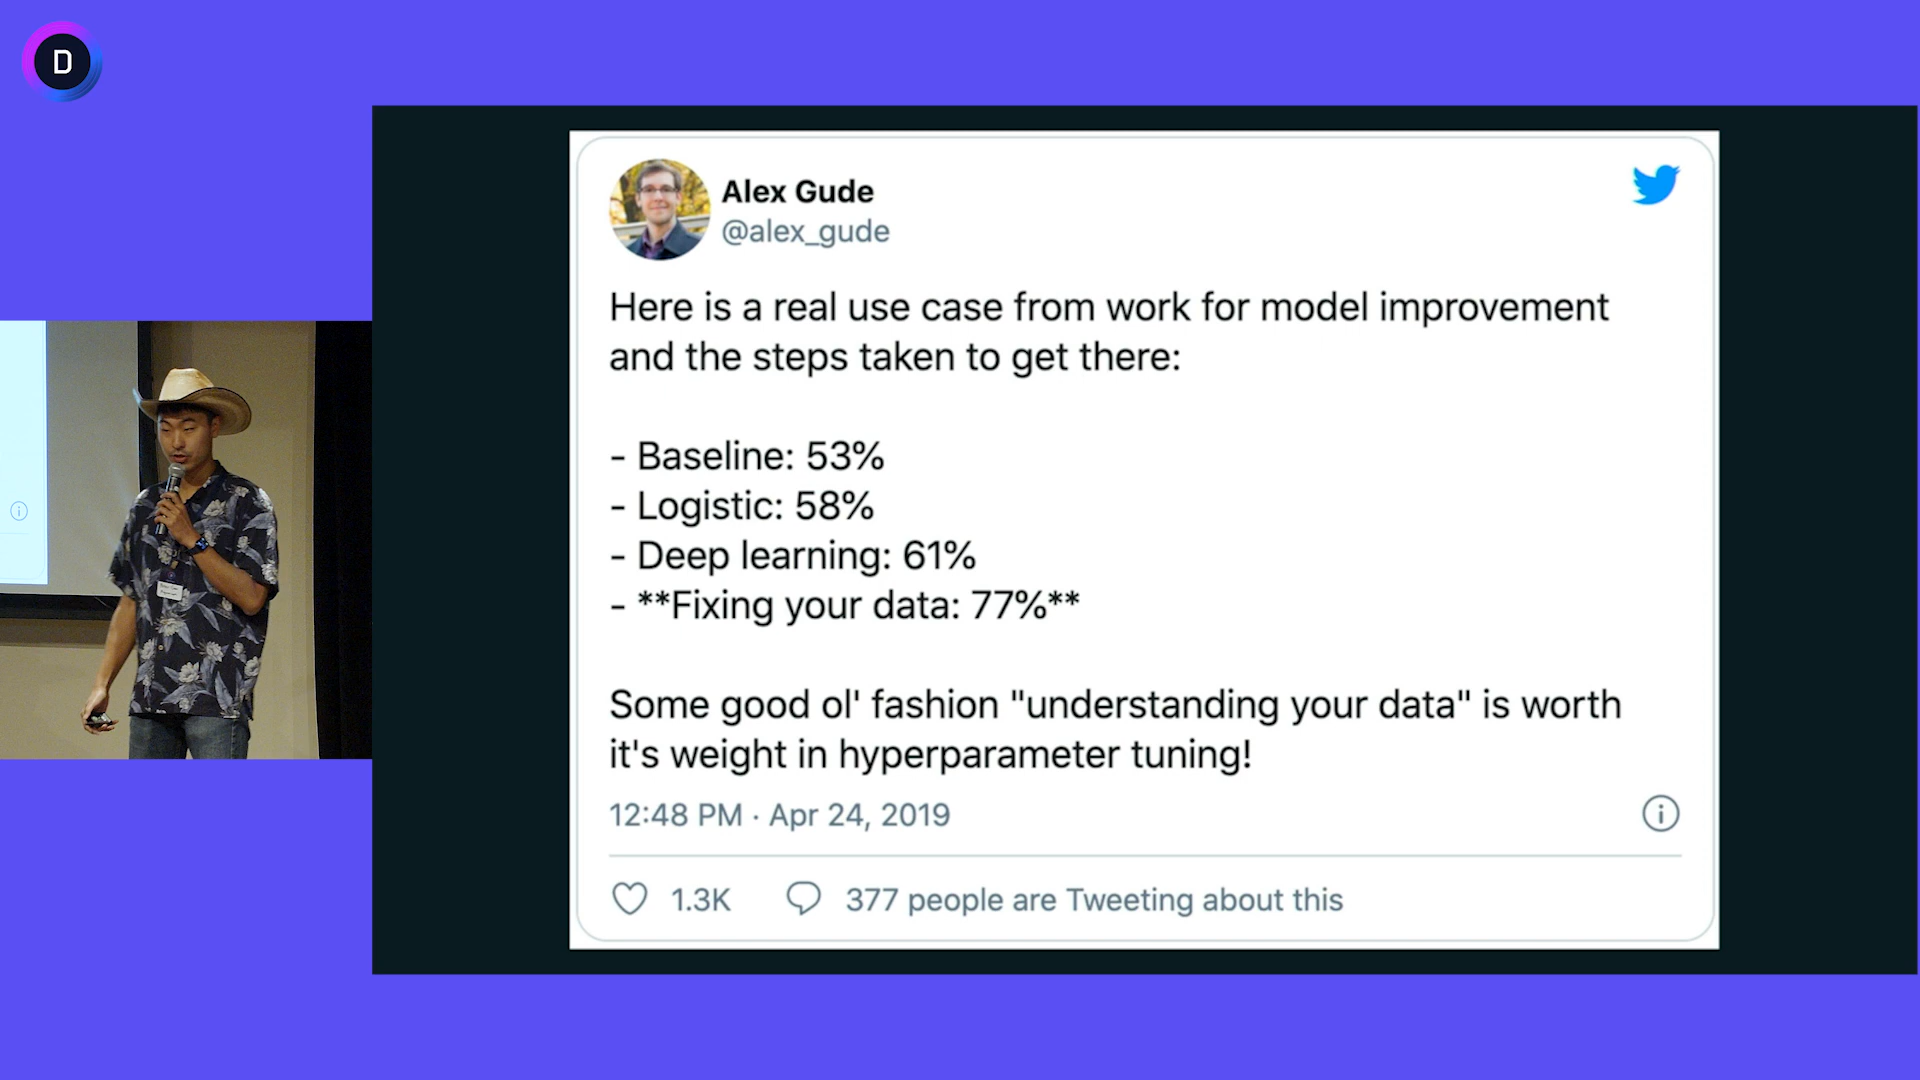 D
Alex Gude
@alex_gude
Here is a real use case from work for model improvement
and the steps taken to get there:
- Baseline: 53%
- Logistic: 58%
- Deep learning: 61%
- **Fixing your data: 77%**
Some good ol' fashion "understanding your data" is worth
it's weight in hyperparameter tuning!
12:48 PM · Apr 24, 2019
1.3K
377 people are Tweeting about this